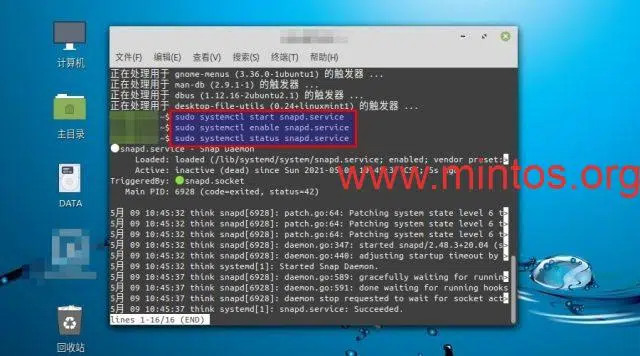 计算机
主目录
DATA
回收站
文件(F) 编辑(E) 查看(V) 搜索(S) 终端(T) 帮助(H)
正在处理用于 gnome-menus (3.36.0-1ubuntu1) 的触发器 ...
正在处理用于 man-db (2.9.1-1) 的触发器 ...
正在处理用于 dbus (1.12.16-2ubuntu2.1) 的触发器 ...
正在处理用于 desktop-file-utils (0.24+linuxmint1) 的触发器 ...
~$ sudo systemctl start snapd.service
~$ sudo systemctl enable snapd.service
~$ sudo systemctl status snapd.service
snapd.service - Snap Daemon
Loaded: loaded (/lib/systemd/system/snapd.service; enabled; vendor preset:>
Active: inactive (dead) since Sun 2021-05-09 10:45:37 CST; 5s ago
TriggeredBy: snapd.socket
Main PID: 6928 (code=exited, status=42)
5月 09 10:45:32 think snapd[6928]: patch.go:64: Patching system state level 6 t>
5月 09 10:45:32 think snapd[6928]: patch.go:64: Patching system state level 6 t>
5月 09 10:45:32 think snapd[6928]: daemon.go:347: started snapd/2.48.3+20.04 (s>
5月 09 10:45:32 think snapd[6928]: daemon.go:440: adjusting startup timeout by >
5月 09 10:45:32 think systemd[1]: Started Snap Daemon.
5月 09 10:45:37 think snapd[6928]: daemon.go:589: gracefully waiting for runnin>
5月 09 10:45:37 think snapd[6928]: daemon.go:591: done waiting for running hooks
5月 09 10:45:37 think snapd[6928]: daemon stop requested to wait for socket act>
5月 09 10:45:37 think systemd[1]: snapd.service: Succeeded.
lines 1-16/16 (END)
www.mintos.org